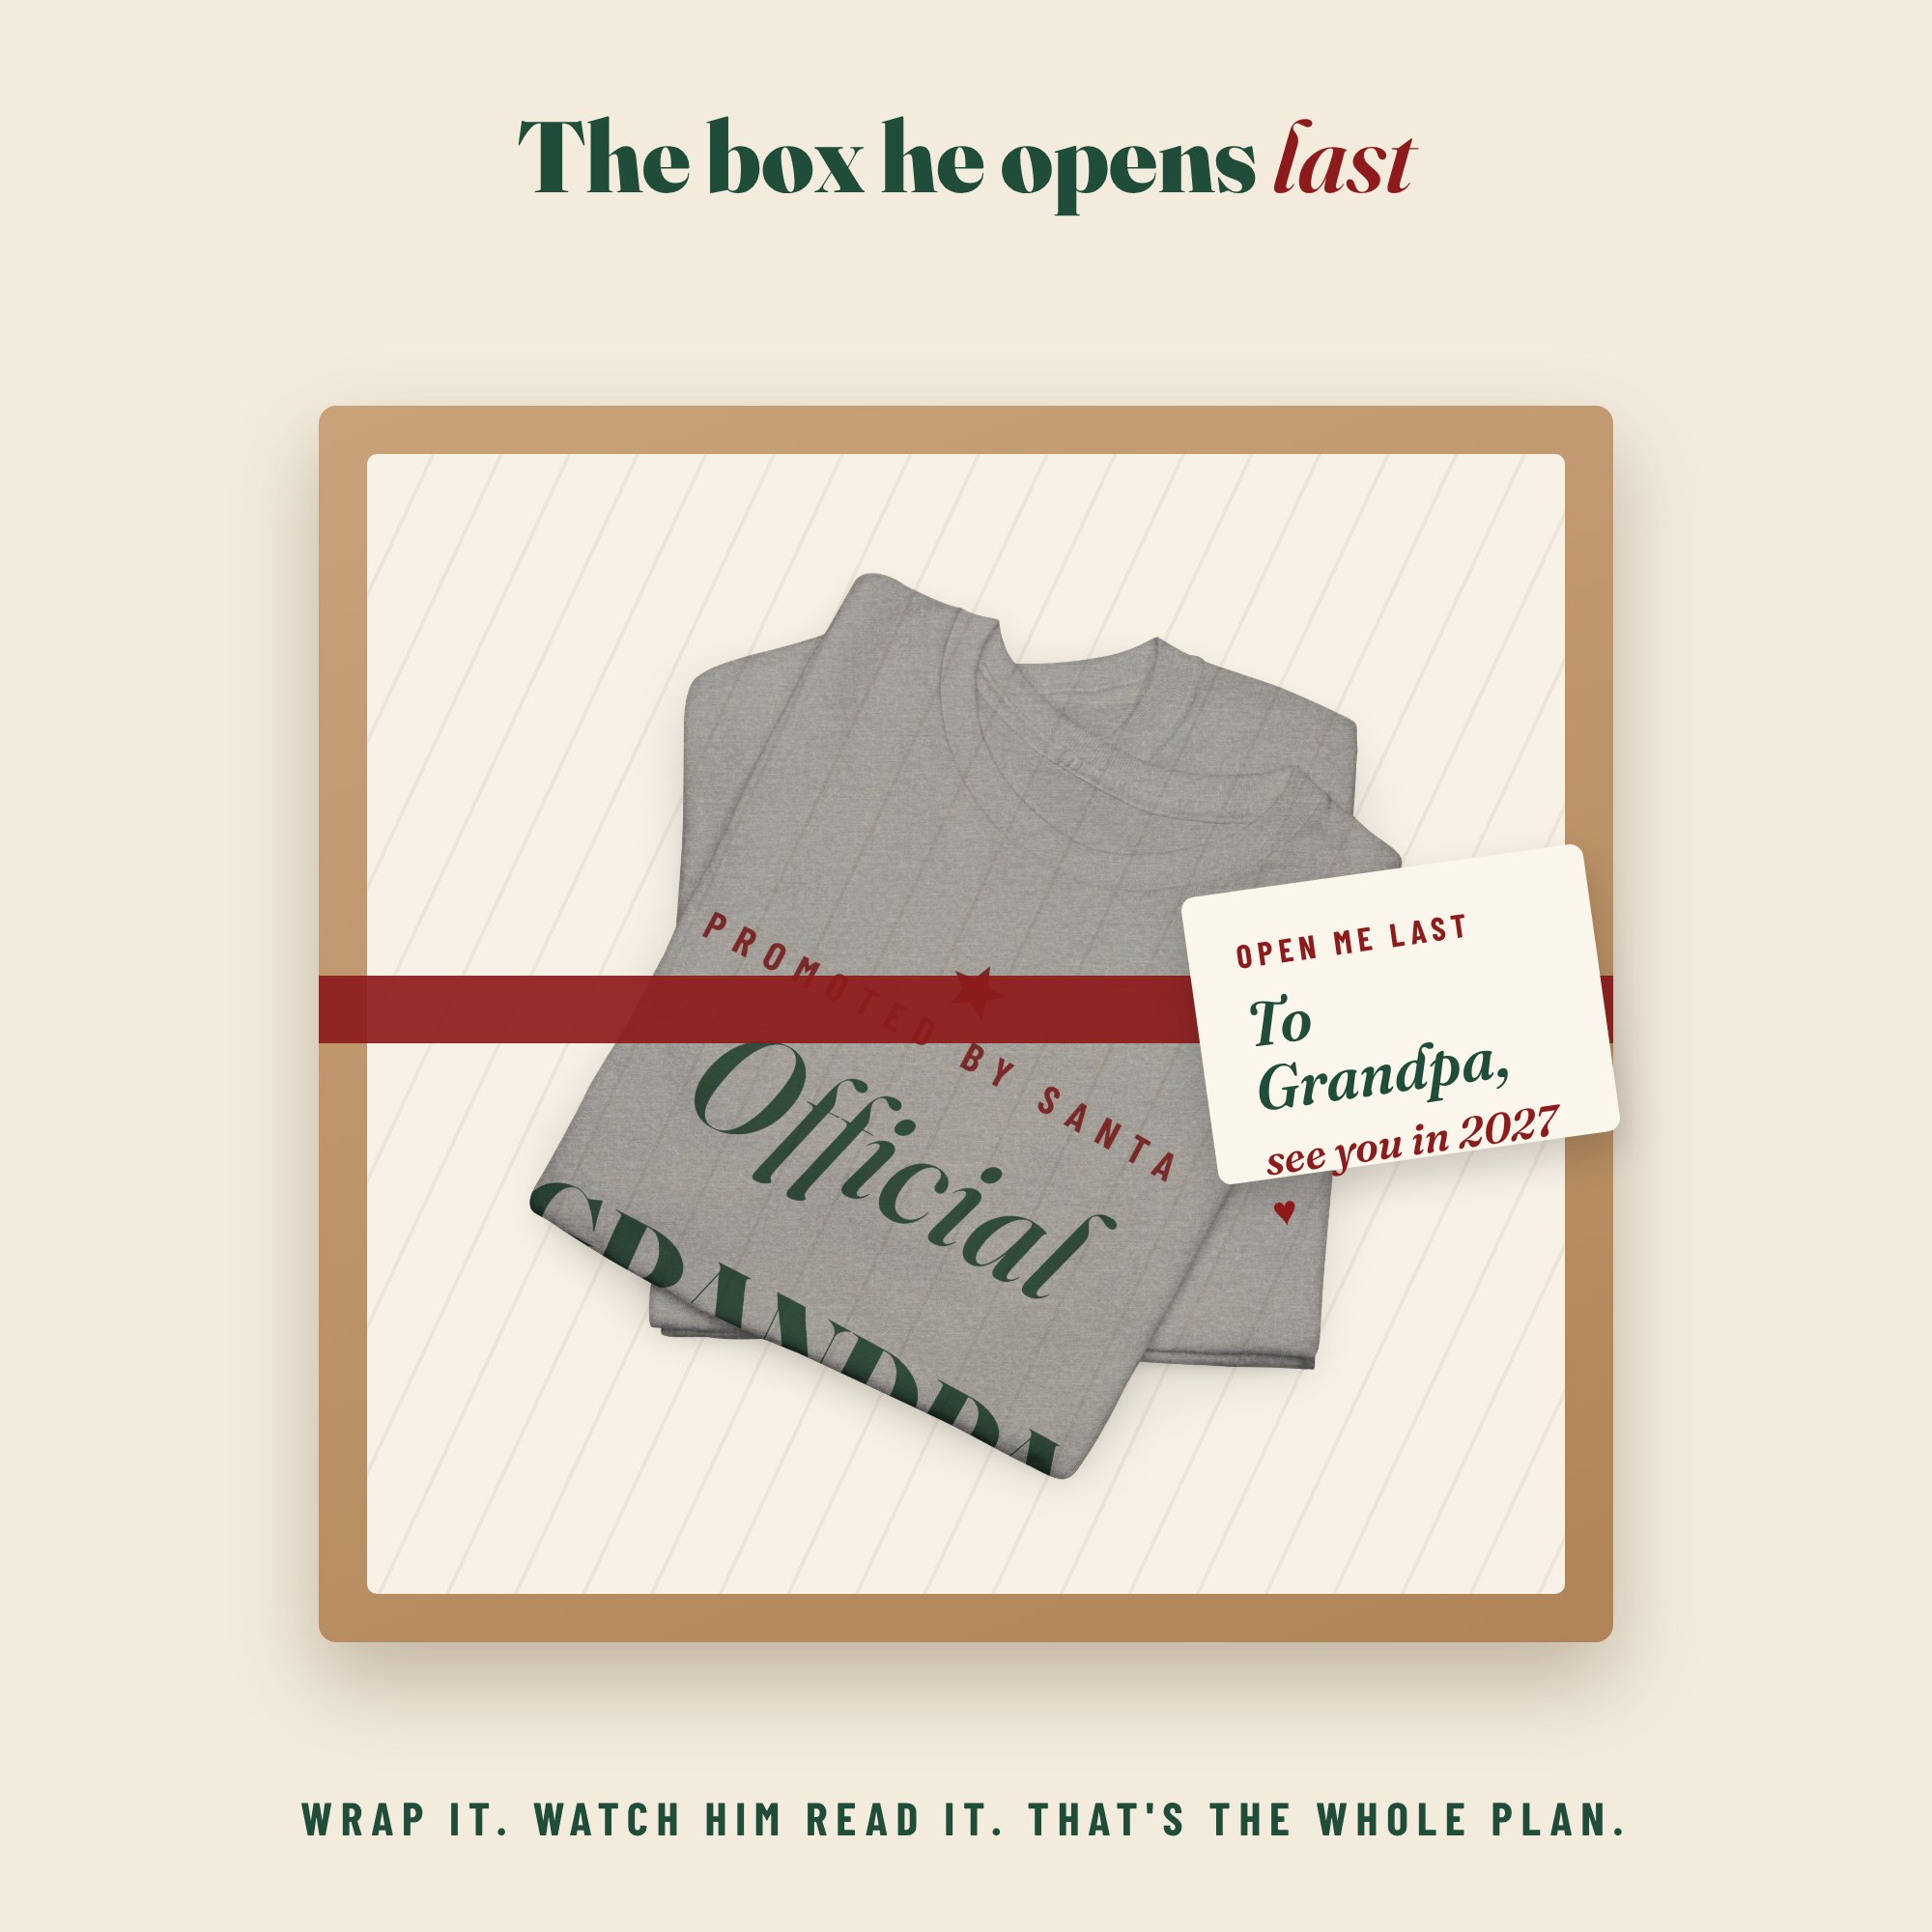 The box he opens last
PROMOTED BY SANTA
Official
GRANDPA
OPEN ME LAST
To
Grandpa,
see you in 2027
♥
WRAP IT. WATCH HIM READ IT. THAT'S THE WHOLE PLAN.